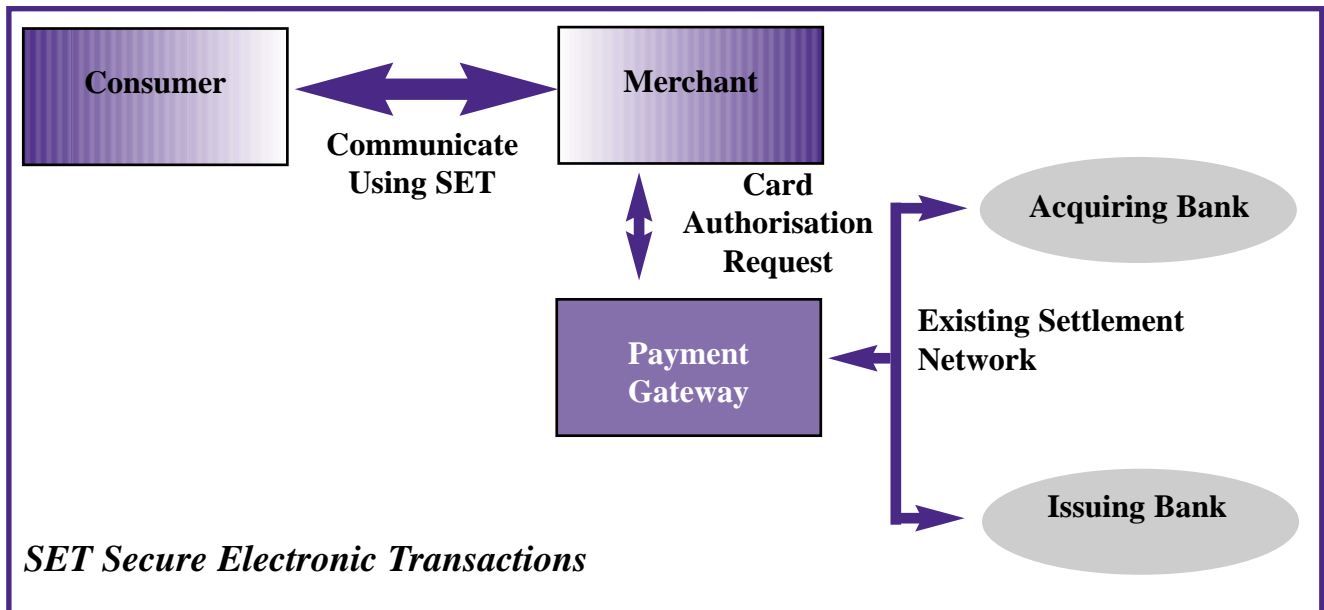 Consumer
Communicate
Using SET
Merchant
Card
Authorisation
Request
Payment
Gateway
Acquiring Bank
Existing Settlement
Network
Issuing Bank
SET Secure Electronic Transactions